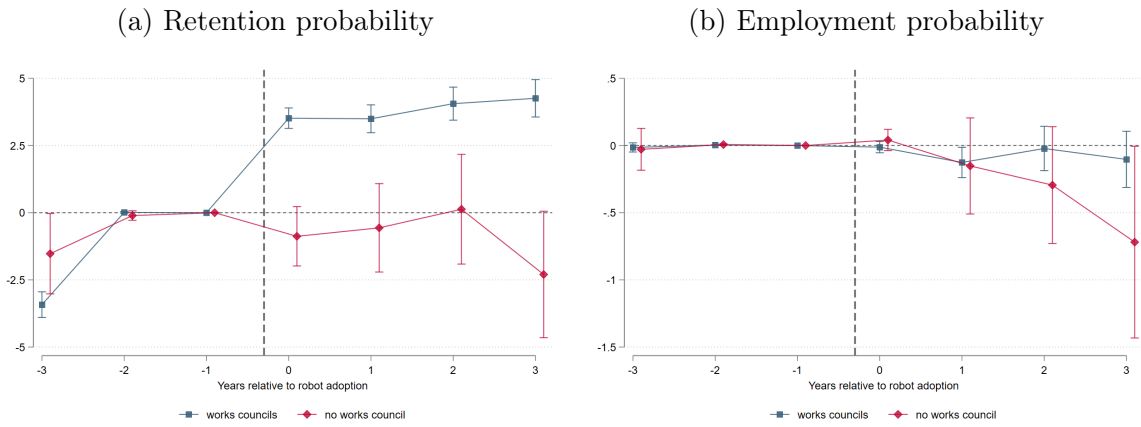 (a) Retention probability
5
2.5
0
-2.5
-5
-3 -2 -1 0 1 2 3
Years relative to robot adoption
works councils no works council
(b) Employment probability
.5
0
-.5
-1
-1.5
-3 -2 -1 0 1 2 3
Years relative to robot adoption
works councils no works council